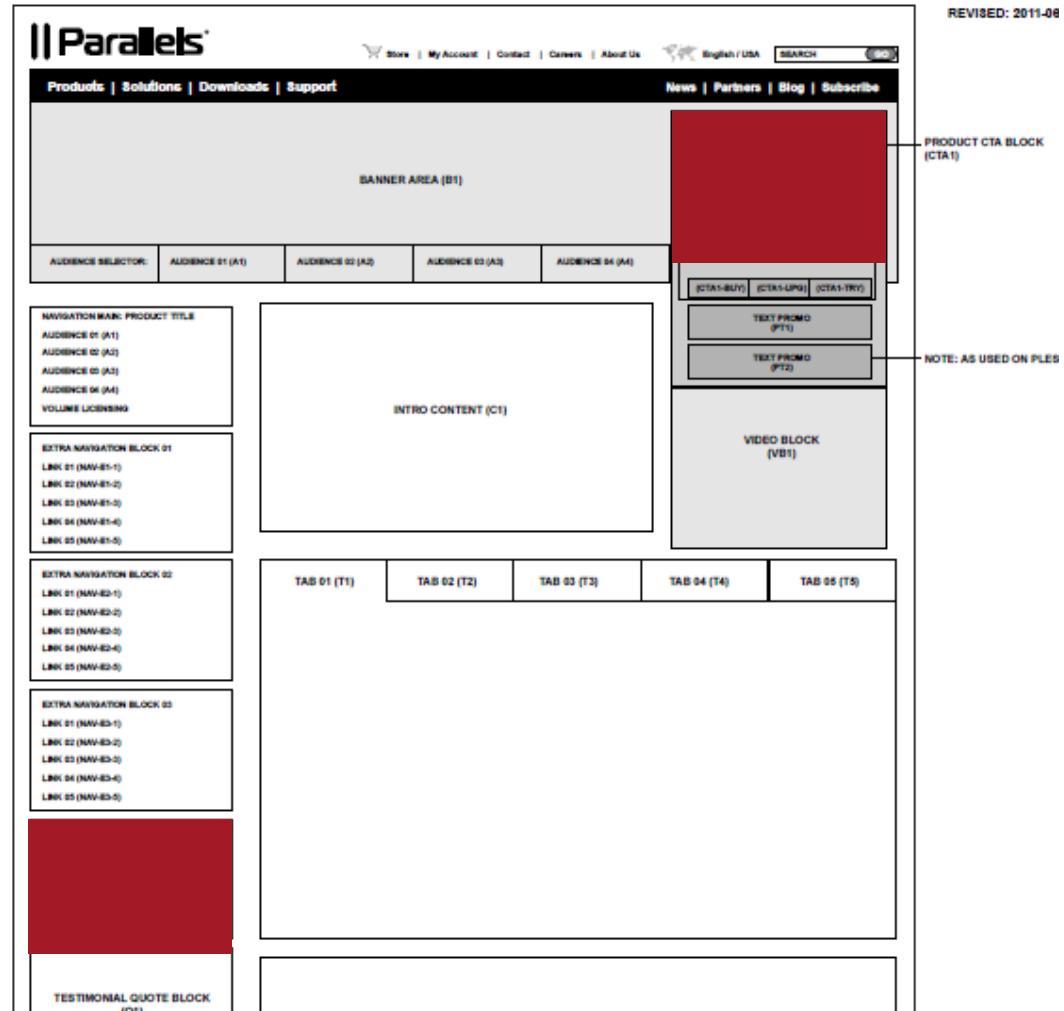 REVISED: 2011-06
|| Parallels
Store | My Account | Contact | Careers | About Us
English / USA
SEARCH
GO
Products | Solutions | Downloads | Support
News | Partners | Blog | Subscribe
PRODUCT CTA BLOCK
(CTA1)
BANNER AREA (B1)
AUDIENCE SELECTOR:
AUDIENCE 01 (A1)
AUDIENCE 02 (A2)
AUDIENCE 03 (A3)
AUDIENCE 04 (A4)
(CTA1-BUY)
(CTA1-UPG)
(CTA1-TRY)
TEXT PROMO
(PT1)
TEXT PROMO
(PT2)
NOTE: AS USED ON PLES
NAVIGATION MAIN: PRODUCT TITLE
AUDIENCE 01 (A1)
AUDIENCE 02 (A2)
AUDIENCE 03 (A3)
AUDIENCE 04 (A4)
VOLUME LICENSING
INTRO CONTENT (C1)
VIDEO BLOCK
(VB1)
EXTRA NAVIGATION BLOCK 01
LINK 01 (NAV-E1-1)
LINK 02 (NAV-E1-2)
LINK 03 (NAV-E1-3)
LINK 04 (NAV-E1-4)
LINK 05 (NAV-E1-5)
EXTRA NAVIGATION BLOCK 02
LINK 01 (NAV-E2-1)
LINK 02 (NAV-E2-2)
LINK 03 (NAV-E2-3)
LINK 04 (NAV-E2-4)
LINK 05 (NAV-E2-5)
TAB 01 (T1)
TAB 02 (T2)
TAB 03 (T3)
TAB 04 (T4)
TAB 05 (T5)
EXTRA NAVIGATION BLOCK 03
LINK 01 (NAV-E3-1)
LINK 02 (NAV-E3-2)
LINK 03 (NAV-E3-3)
LINK 04 (NAV-E3-4)
LINK 05 (NAV-E3-5)
TESTIMONIAL QUOTE BLOCK